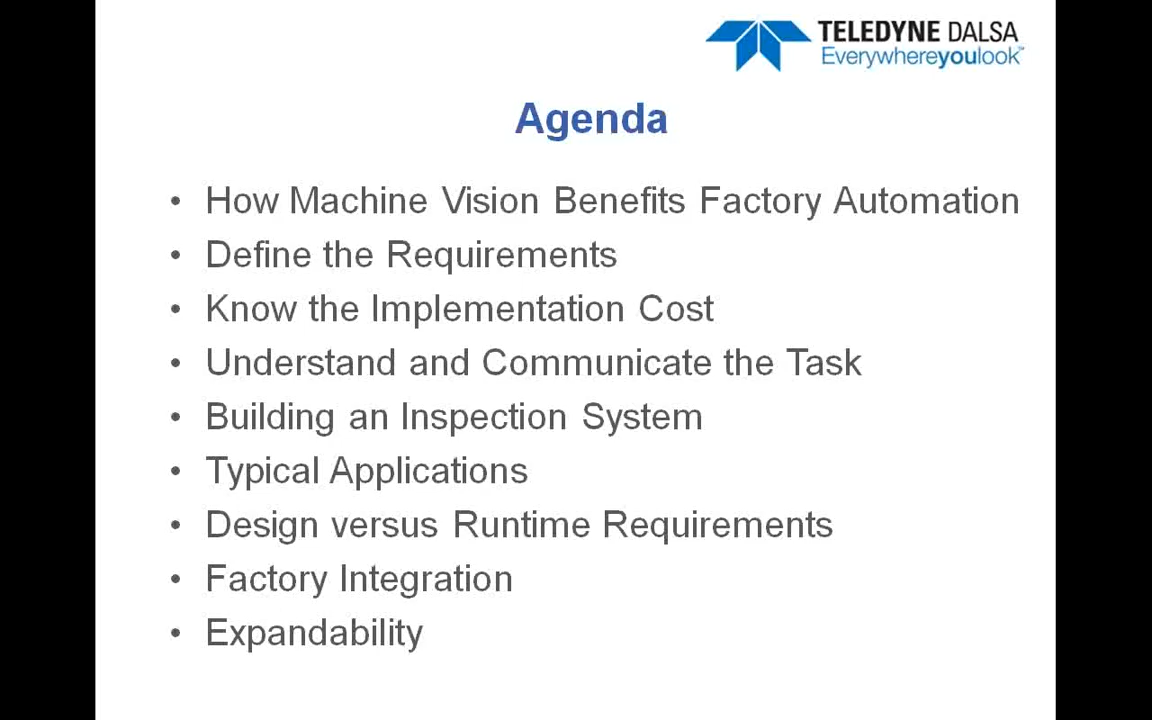 TELEDYNE DALSA
Everywhereyoulook™
Agenda
• How Machine Vision Benefits Factory Automation
• Define the Requirements
• Know the Implementation Cost
• Understand and Communicate the Task
• Building an Inspection System
• Typical Applications
• Design versus Runtime Requirements
• Factory Integration
• Expandability